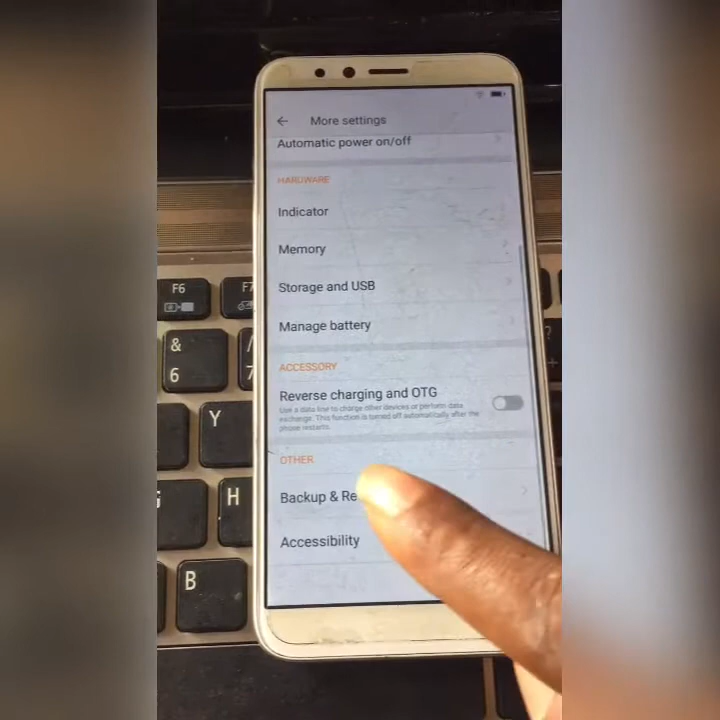 More settings
Automatic power on/off
HARDWARE
Indicator
Memory
Storage and USB
Manage battery
ACCESSORY
Reverse charging and OTG
Use a data line to charge other devices or perform data
exchange. This function is turned off automatically after the
phone restarts.
OTHER
Backup & Re
Accessibility
F6
F7
&
6
7
Y
H
B
?